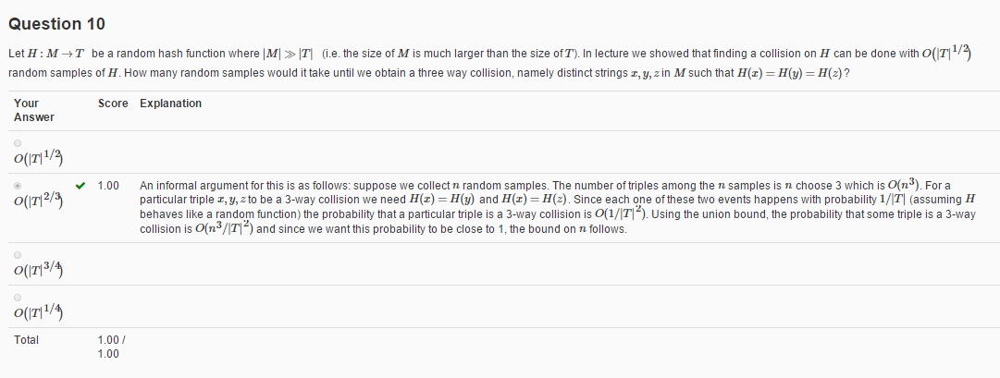 Question 10
Let H : M → T be a random hash function where |M| ≫ |T| (i.e. the size of M is much larger than the size of T). In lecture we showed that finding a collision on H can be done with O(|T|^1/2)
random samples of H. How many random samples would it take until we obtain a three way collision, namely distinct strings x, y, z in M such that H(x) = H(y) = H(z)?
Your Answer Score Explanation
O(|T|^1/2)
O(|T|^2/3) ✔ 1.00 An informal argument for this is as follows: suppose we collect n random samples. The number of triples among the n samples is n choose 3 which is O(n^3). For a
particular triple x, y, z to be a 3-way collision we need H(x) = H(y) and H(x) = H(z). Since each one of these two events happens with probability 1/|T| (assuming H
behaves like a random function) the probability that a particular triple is a 3-way collision is O(1/|T|^2). Using the union bound, the probability that some triple is a 3-way
collision is O(n^3/|T|^2) and since we want this probability to be close to 1, the bound on n follows.
O(|T|^3/4)
O(|T|^1/4)
Total 1.00 /
1.00